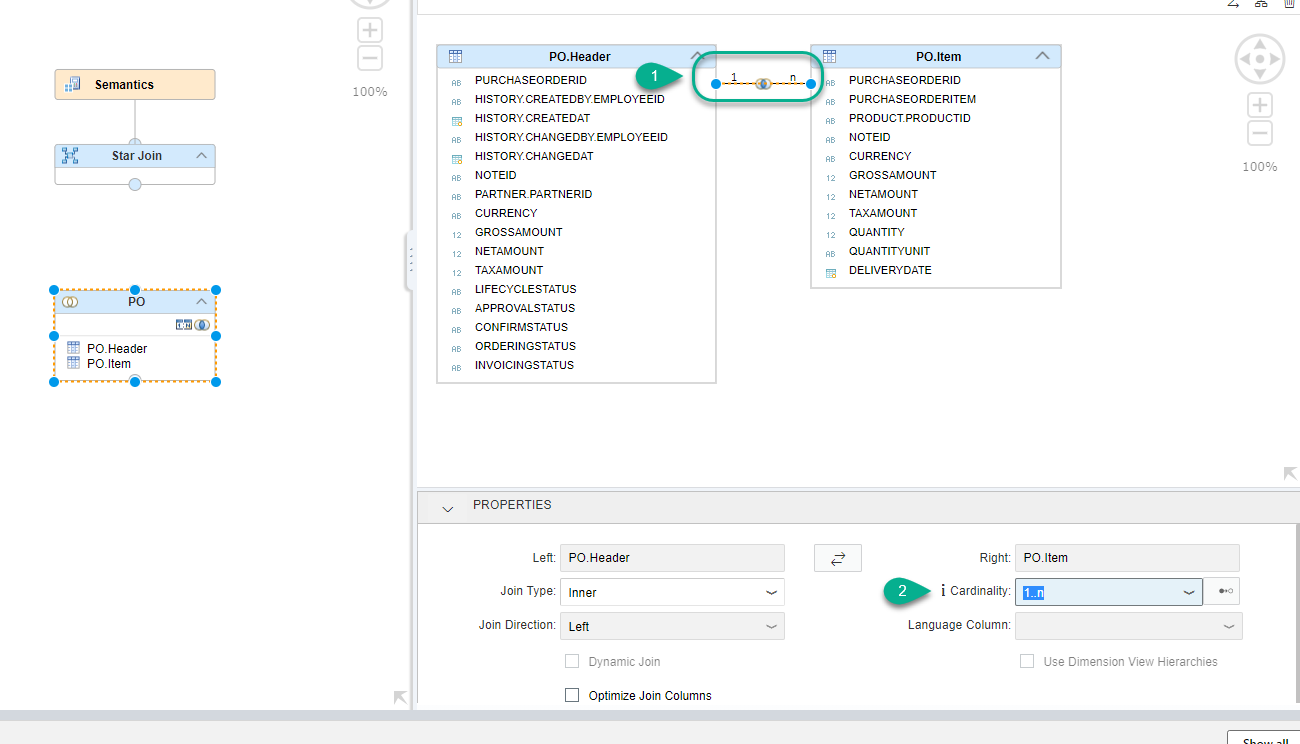 Semantics
100%
Star Join
PO
1 N
PO.Header
PO.Item
PO.Header
AB PURCHASEORDERID
AB HISTORY.CREATEDBY.EMPLOYEEID
HISTORY.CREATEDAT
AB HISTORY.CHANGEDBY.EMPLOYEEID
HISTORY.CHANGEDAT
AB NOTEID
AB PARTNER.PARTNERID
AB CURRENCY
12 GROSSAMOUNT
12 NETAMOUNT
12 TAXAMOUNT
AB LIFECYCLESTATUS
AB APPROVALSTATUS
AB CONFIRMSTATUS
AB ORDERINGSTATUS
AB INVOICINGSTATUS
1
1 n
PO.Item
AB PURCHASEORDERID
AB PURCHASEORDERITEM
AB PRODUCT.PRODUCTID
AB NOTEID
AB CURRENCY
12 GROSSAMOUNT
12 NETAMOUNT
12 TAXAMOUNT
12 QUANTITY
AB QUANTITYUNIT
DELIVERYDATE
100%
PROPERTIES
Left: PO.Header
Right: PO.Item
Join Type: Inner
2
i Cardinality: 1..n
Join Direction: Left
Language Column:
Dynamic Join
Use Dimension View Hierarchies
Optimize Join Columns
Show all